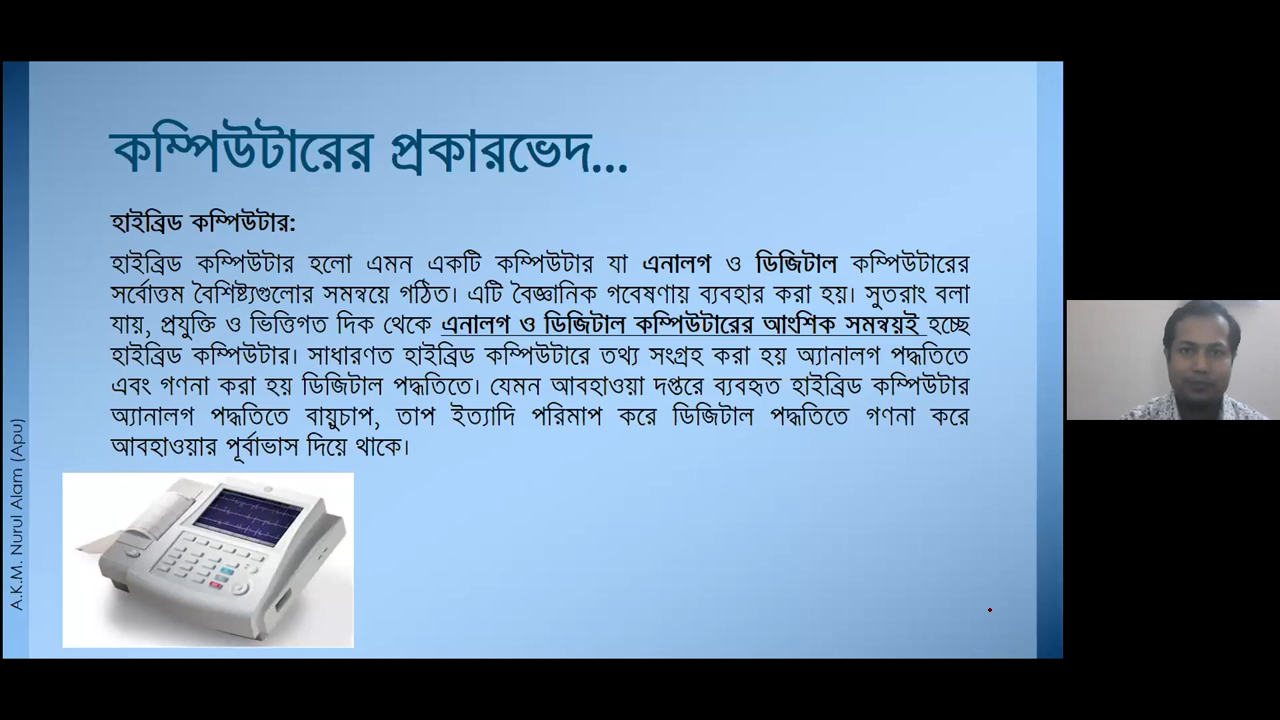 কম্পিউটারের প্রকারভেদ...
হাইব্রিড কম্পিউটার:
হাইব্রিড কম্পিউটার হলো এমন একটি কম্পিউটার যা এনালগ ও ডিজিটাল কম্পিউটারের
সর্বোত্তম বৈশিষ্ট্যগুলোর সমন্বয়ে গঠিত। এটি বৈজ্ঞানিক গবেষণায় ব্যবহার করা হয়। সুতরাং বলা
যায়, প্রযুক্তি ও ভিত্তিগত দিক থেকে এনালগ ও ডিজিটাল কম্পিউটারের আংশিক সমন্বয়ই হচ্ছে
হাইব্রিড কম্পিউটার। সাধারণত হাইব্রিড কম্পিউটারে তথ্য সংগ্রহ করা হয় অ্যানালগ পদ্ধতিতে
এবং গণনা করা হয় ডিজিটাল পদ্ধতিতে। যেমন আবহাওয়া দপ্তরে ব্যবহৃত হাইব্রিড কম্পিউটার
অ্যানালগ পদ্ধতিতে বায়ুচাপ, তাপ ইত্যাদি পরিমাপ করে ডিজিটাল পদ্ধতিতে গণনা করে
আবহাওয়ার পূর্বাভাস দিয়ে থাকে।
A.K.M. Nurul Alam (Apu)